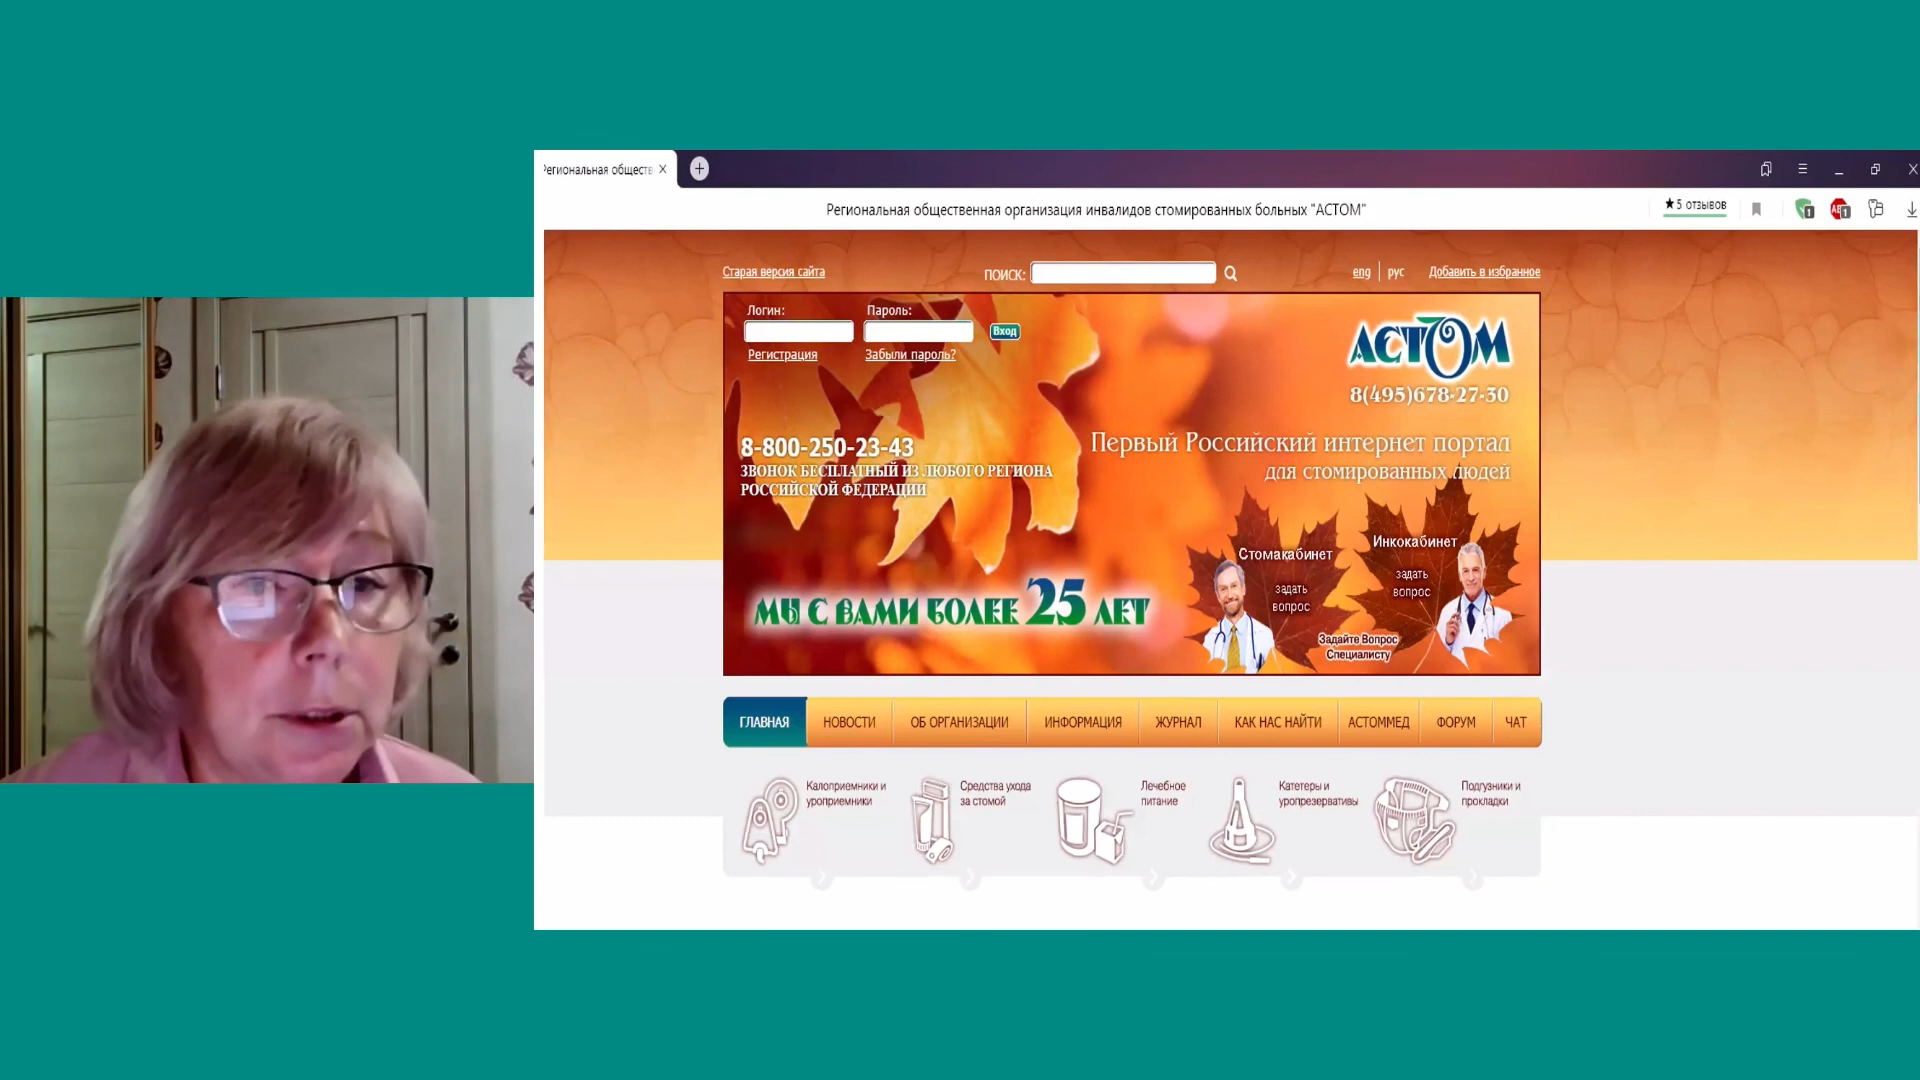 Региональная обществ
Региональная общественная организация инвалидов стомированных больных "АСТОМ"
★5 отзывов
Старая версия сайта
ПОИСК:
eng
рус
Добавить в избранное
Логин:
Пароль:
Вход
Регистрация
Забыли пароль?
АСТОМ
8(495)678-27-30
8-800-250-23-43
ЗВОНОК БЕСПЛАТНЫЙ ИЗ ЛЮБОГО РЕГИОНА
РОССИЙСКОЙ ФЕДЕРАЦИИ
Первый Российский интернет портал
для стомированных людей
Стомакабинет
задать
вопрос
Инкокабинет
задать
вопрос
Задайте Вопрос
Специалисту
МЫ С ВАМИ БОЛЕЕ 25 ЛЕТ
ГЛАВНАЯ
НОВОСТИ
ОБ ОРГАНИЗАЦИИ
ИНФОРМАЦИЯ
ЖУРНАЛ
КАК НАС НАЙТИ
АСТОММЕД
ФОРУМ
ЧАТ
Калоприемники и
уроприемники
Средства ухода
за стомой
Лечебное
питание
Катетеры и
уропрезервативы
Подгузники и
прокладки